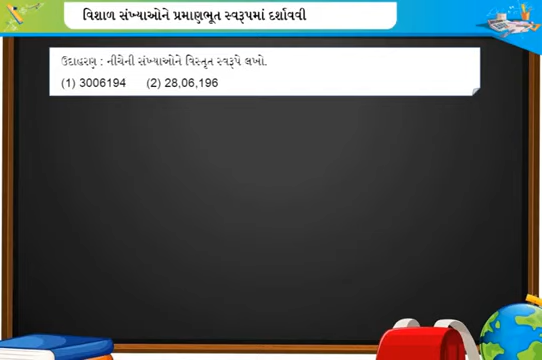 વિશાળ સંખ્યાઓને પ્રમાણભૂત સ્વરૂપમાં દર્શાવવી
ઉદાહરણ : નીચેની સંખ્યાઓને વિસ્તૃત સ્વરૂપે લખો.
(1) 3006194 (2) 28,06,196